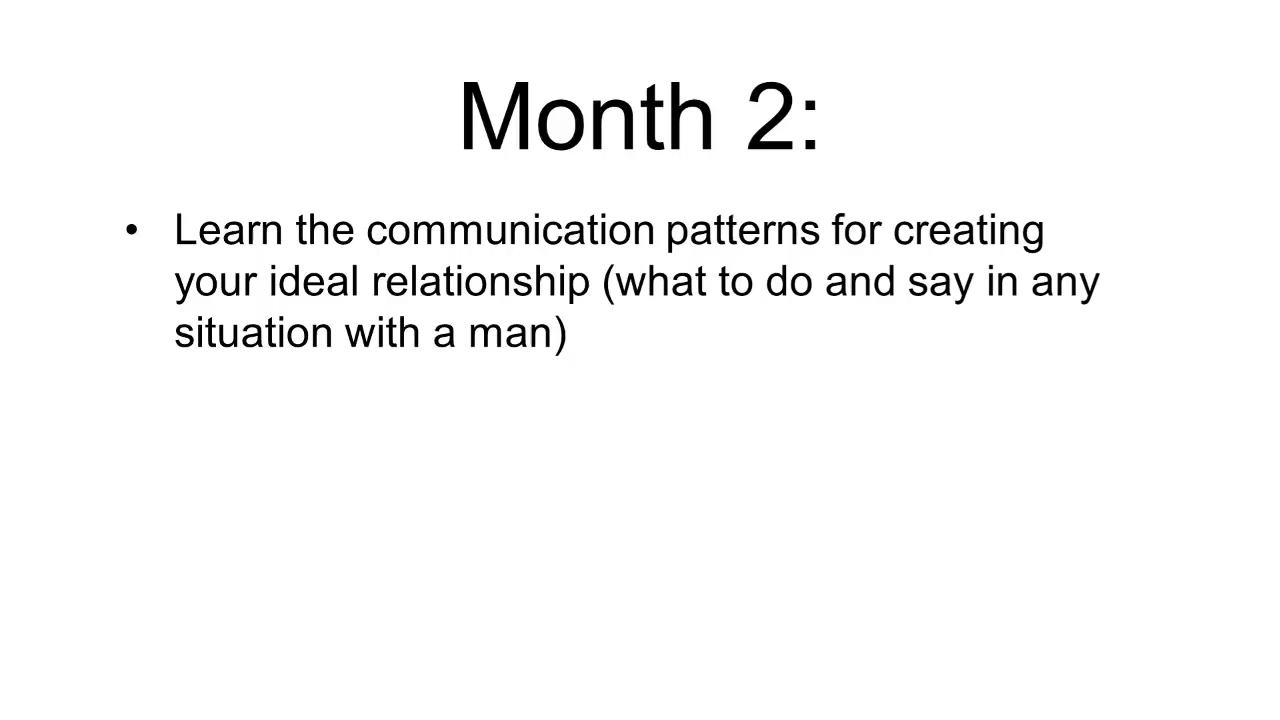 Month 2:
• Learn the communication patterns for creating
your ideal relationship (what to do and say in any
situation with a man)